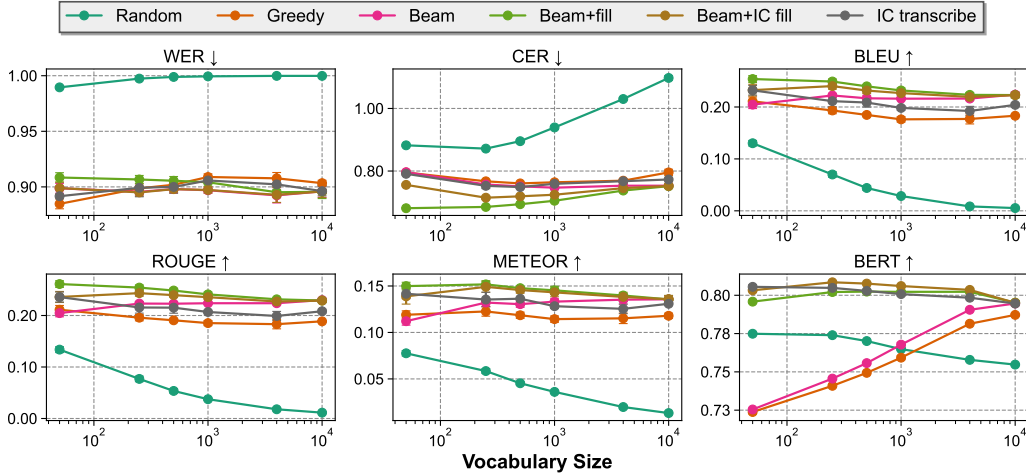 Random Greedy Beam Beam+fill Beam+IC fill IC transcribe
WER ↓ CER ↓ BLEU ↑
1.00
0.95
0.90
10² 10³ 10⁴
1.00
0.80
10² 10³ 10⁴
0.20
0.10
0.00
10² 10³ 10⁴
ROUGE ↑ METEOR ↑ BERT ↑
0.20
0.10
0.00
10² 10³ 10⁴
0.15
0.10
0.05
10² 10³ 10⁴
0.80
0.78
0.75
0.73
10² 10³ 10⁴
Vocabulary Size